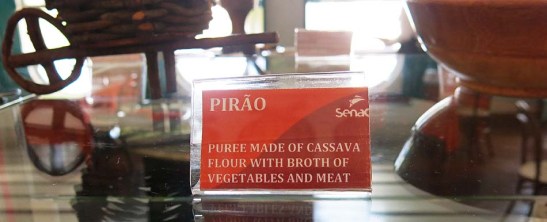 PIRÃO
Senac
PUREE MADE OF CASSAVA
FLOUR WITH BROTH OF
VEGETABLES AND MEAT